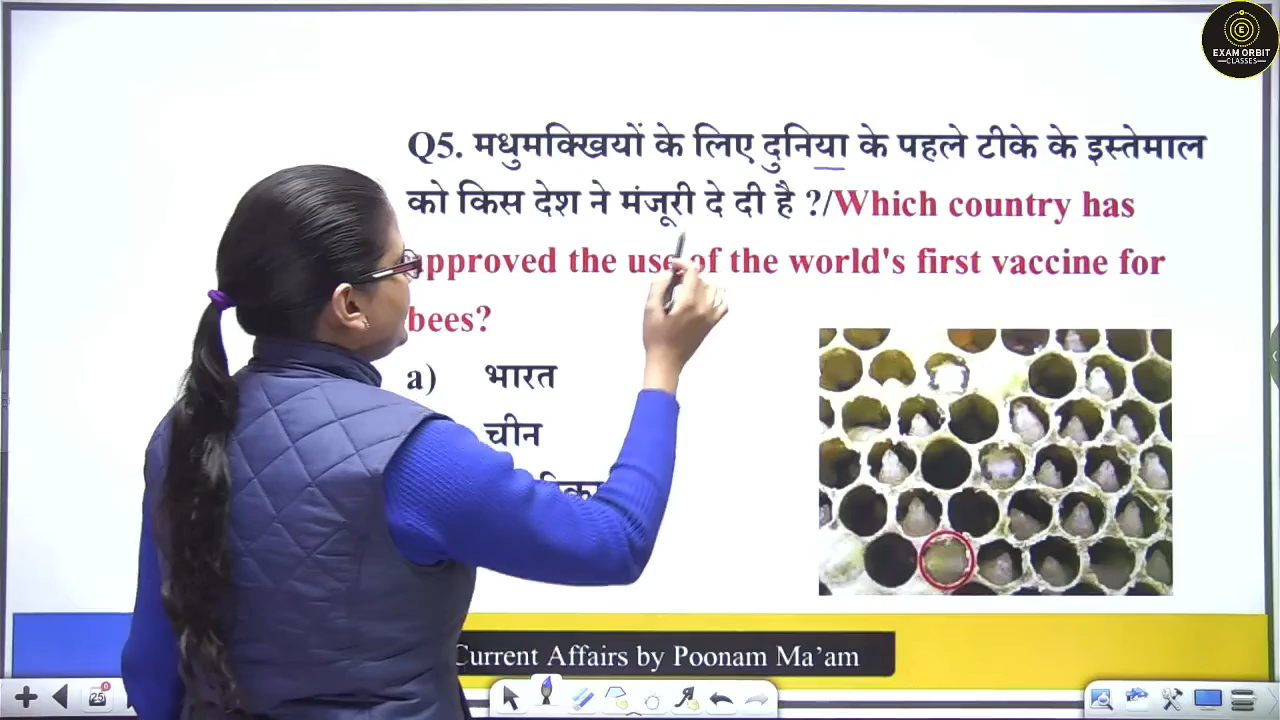 EXAM ORBIT
CLASSES
Q5. मधुमक्खियों के लिए दुनिया के पहले टीके के इस्तेमाल
को किस देश ने मंजूरी दे दी है ?/Which country has
approved the use of the world's first vaccine for
bees?
a) भारत
चीन
Current Affairs by Poonam Ma'am